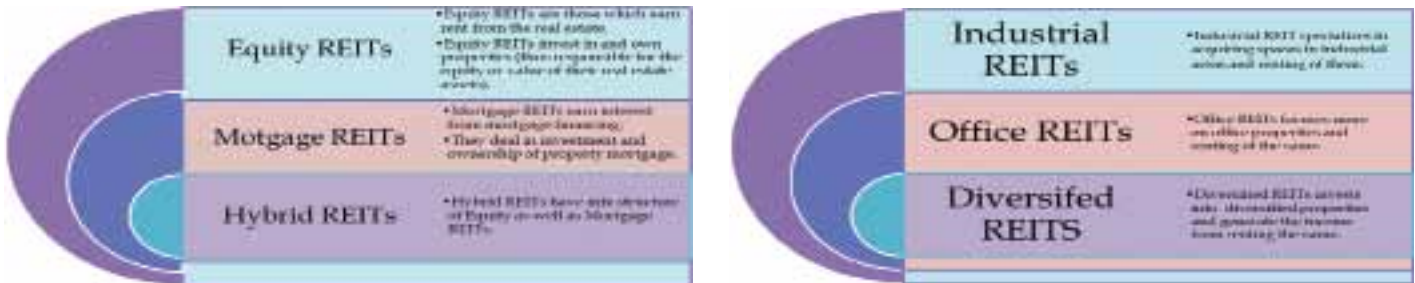 Equity REITs
•Equity REITs are those which earn
rent from the real estate.
•Equity REITs invest in and own
properties (thus responsible for the
equity or value of their real estate
assets).
Motgage REITs
•Mortgage REITs earn interest
from mortgage financing.
•They deal in investment and
ownership of property mortgage.
Hybrid REITs
•Hybrid REITs have mix structure
of Equity as well as Mortgage
REITs.
Industrial
REITs
•Industrial REIT specializes in
acquiring spaces in industrial
areas and renting of them.
Office REITs
•Office REITs focuses more
on office properties and
renting of the same.
Diversifed
REITS
•Diversified REITs invests
into diversified properties
and generate the income
from renting the same.